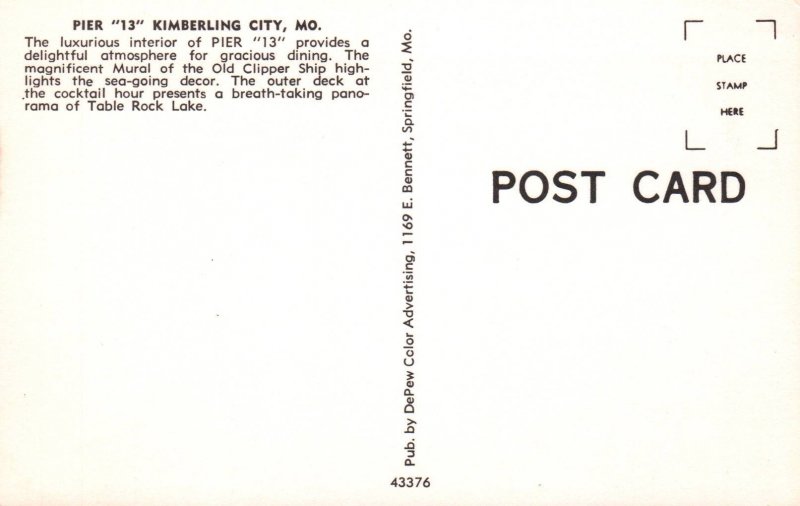 PIER "13" KIMBERLING CITY, MO.
The luxurious interior of PIER "13" provides a
delightful atmosphere for gracious dining. The
magnificent Mural of the Old Clipper Ship high-
lights the sea-going decor. The outer deck at
the cocktail hour presents a breath-taking pano-
rama of Table Rock Lake.
Pub. by DePew Color Advertising, 1169 E. Bennett, Springfield, Mo.
43376
PLACE
STAMP
HERE
POST CARD